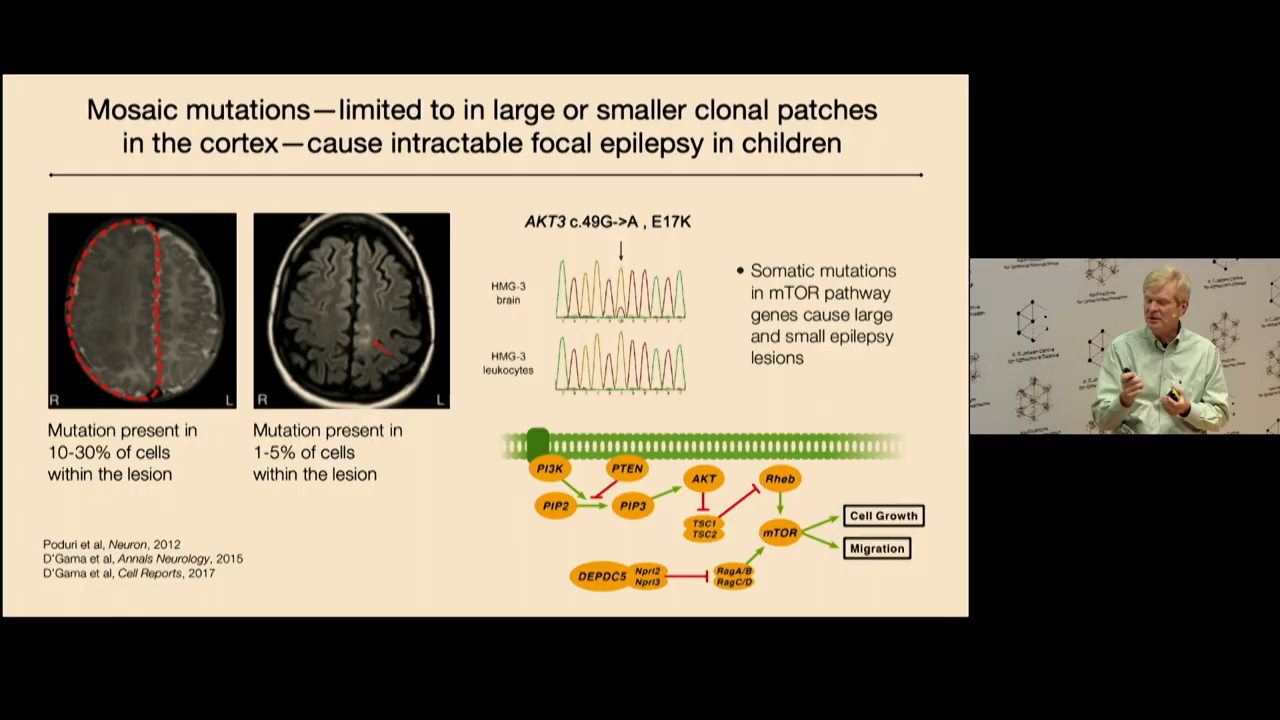 Mosaic mutations—limited to in large or smaller clonal patches
in the cortex—cause intractable focal epilepsy in children
R
L
R
L
Mutation present in
10-30% of cells
within the lesion
Mutation present in
1-5% of cells
within the lesion
Poduri et al, Neuron, 2012
D'Gama et al, Annals Neurology, 2015
D'Gama et al, Cell Reports, 2017
AKT3 c.49G->A , E17K
HMG-3
brain
HMG-3
leukocytes
• Somatic mutations
in mTOR pathway
genes cause large
and small epilepsy
lesions
PI3K
PTEN
AKT
Rheb
PIP2
PIP3
TSC1
TSC2
mTOR
Cell Growth
Migration
DEPDC5
Nprl2
Nprl3
RagA/B
RagC/D